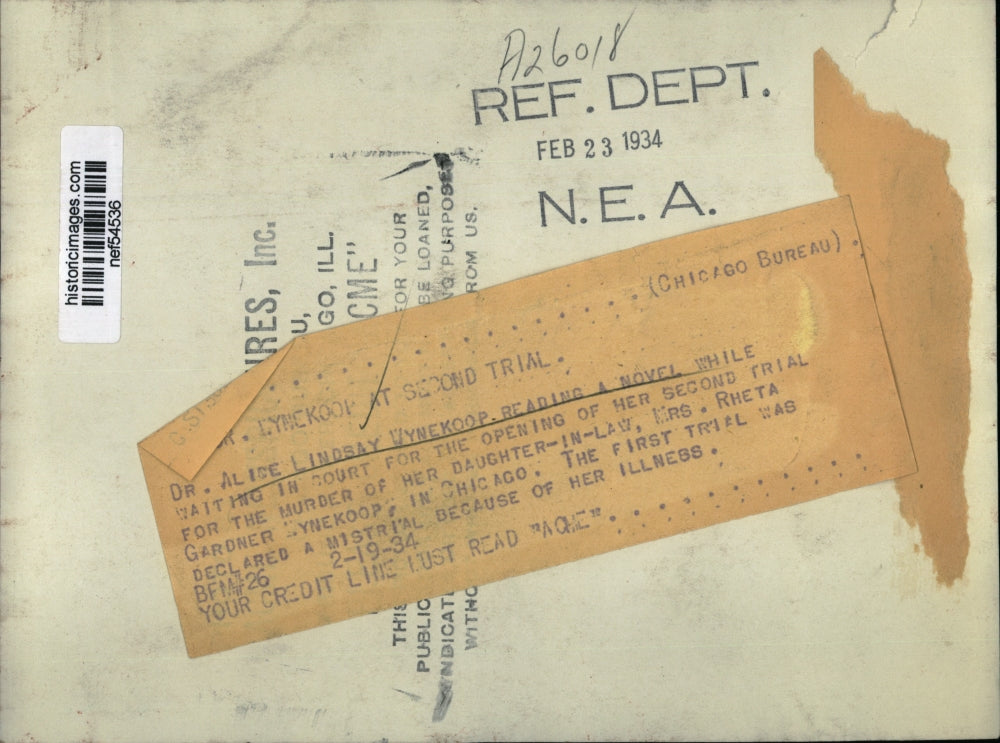 A26018
REF. DEPT.
FEB 23 1934
N. E. A.
historicimages.com
nef54536
RES, Inc.
U,
GO, ILL.
CME"
FOR YOUR
BE LOANED,
PURPOSES
ROM US.
THIS
PUBLIC
NDICAT
WITHO
(CHICAGO BUREAU).
R. WYNEKOOP AT SECOND TRIAL.
DR. ALICE LINDSAY WYNEKOOP READING A NOVEL WHILE
WAITING IN COURT FOR THE OPENING OF HER SECOND TRIAL
FOR THE MURDER OF HER DAUGHTER-IN-LAW, MRS. RHETA
GARDNER WYNEKOOP, IN CHICAGO. THE FIRST TRIAL WAS
DECLARED A MISTRIAL BECAUSE OF HER ILLNESS.
BFM#26 2-19-34
YOUR CREDIT LINE MUST READ "ACME"